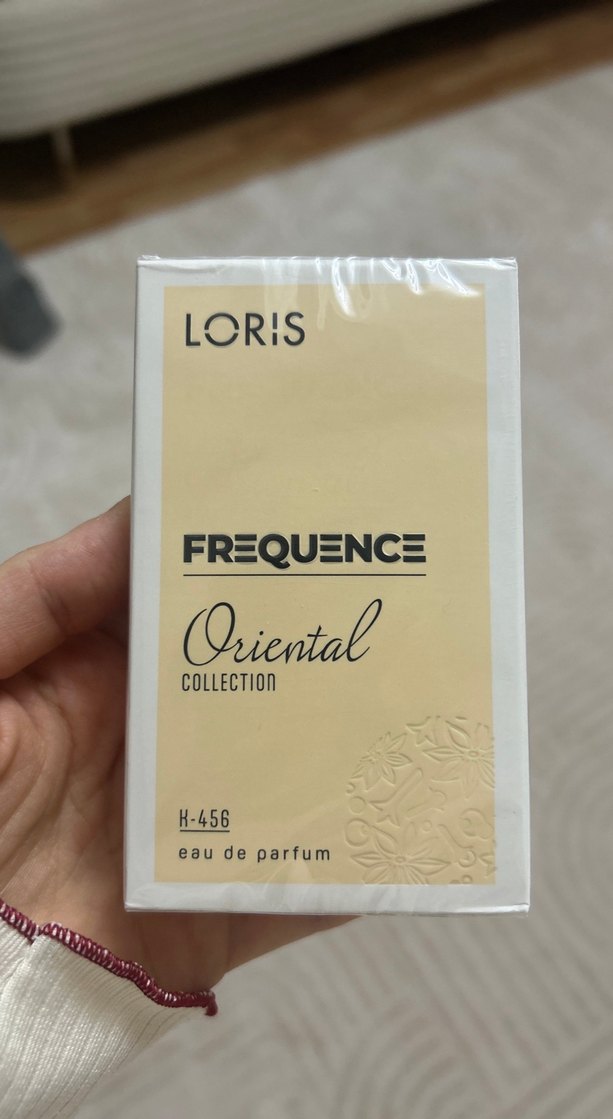 LORIS
FREQUENCE
Oriental
COLLECTION
K-456
eau de parfum